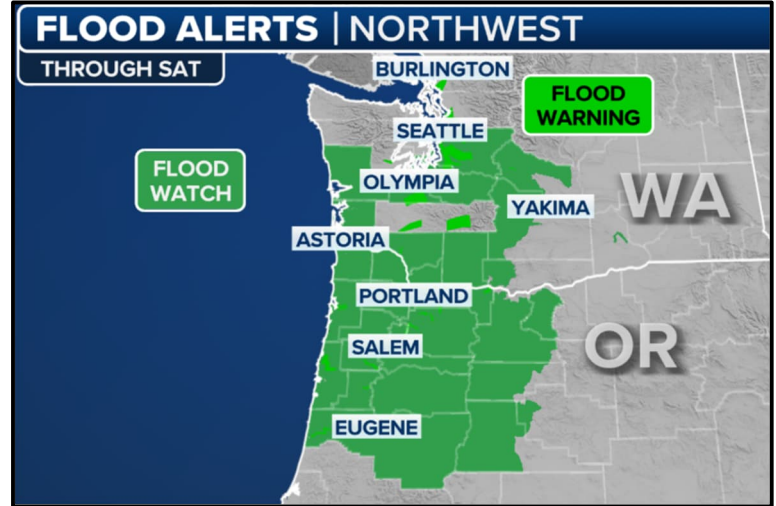 FLOOD ALERTS | NORTHWEST
THROUGH SAT
BURLINGTON
FLOOD
WARNING
SEATTLE
FLOOD
WATCH
OLYMPIA
WA
YAKIMA
ASTORIA
PORTLAND
OR
SALEM
EUGENE